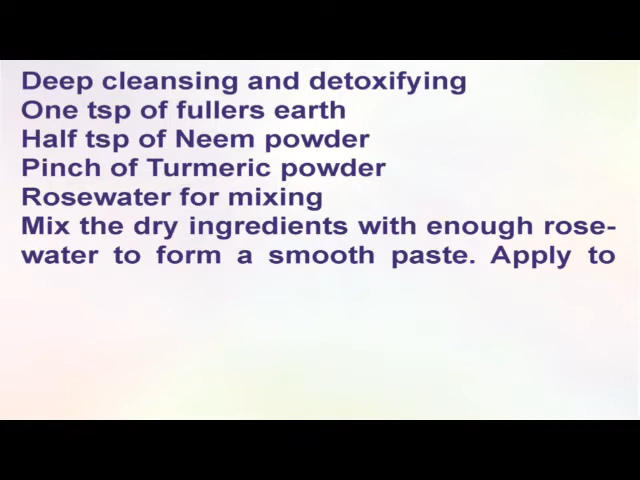 Deep cleansing and detoxifying
One tsp of fullers earth
Half tsp of Neem powder
Pinch of Turmeric powder
Rosewater for mixing
Mix the dry ingredients with enough rose-
water to form a smooth paste. Apply to